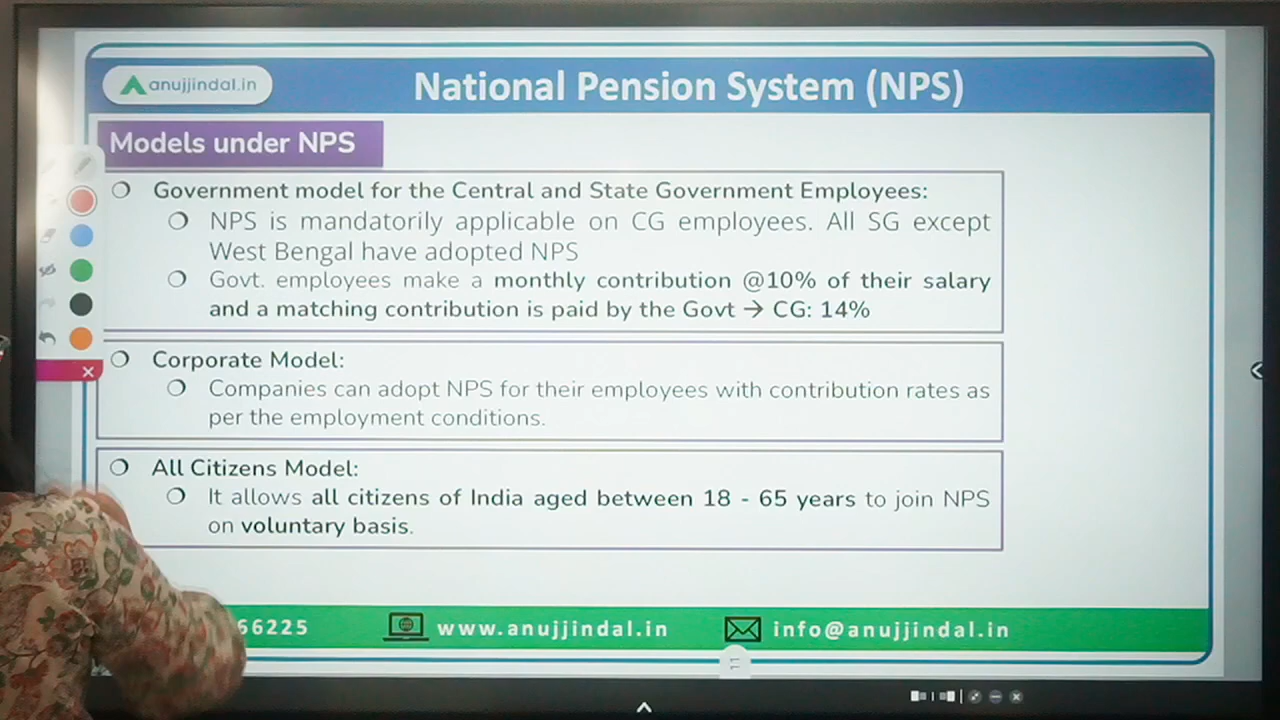 anujjindal.in
National Pension System (NPS)
Models under NPS
Government model for the Central and State Government Employees:
NPS is mandatorily applicable on CG employees. All SG except
West Bengal have adopted NPS
Govt. employees make a monthly contribution @10% of their salary
and a matching contribution is paid by the Govt → CG: 14%
Corporate Model:
Companies can adopt NPS for their employees with contribution rates as
per the employment conditions.
All Citizens Model:
It allows all citizens of India aged between 18 - 65 years to join NPS
on voluntary basis.
66225 www.anujjindal.in info@anujjindal.in
11